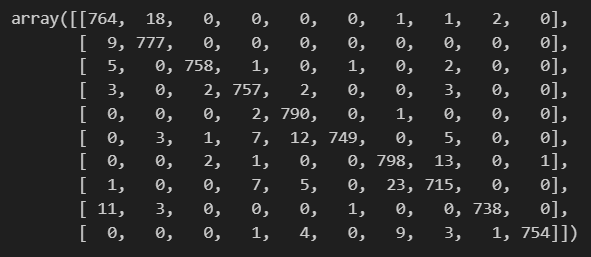 array([[764, 18, 0, 0, 0, 0, 1, 1, 2, 0],
[ 9, 777, 0, 0, 0, 0, 0, 0, 0, 0],
[ 5, 0, 758, 1, 0, 1, 0, 2, 0, 0],
[ 3, 0, 2, 757, 2, 0, 0, 3, 0, 0],
[ 0, 0, 0, 2, 790, 0, 1, 0, 0, 0],
[ 0, 3, 1, 7, 12, 749, 0, 5, 0, 0],
[ 0, 0, 2, 1, 0, 0, 798, 13, 0, 1],
[ 1, 0, 0, 7, 5, 0, 23, 715, 0, 0],
[ 11, 3, 0, 0, 0, 1, 0, 0, 738, 0],
[ 0, 0, 0, 1, 4, 0, 9, 3, 1, 754]])